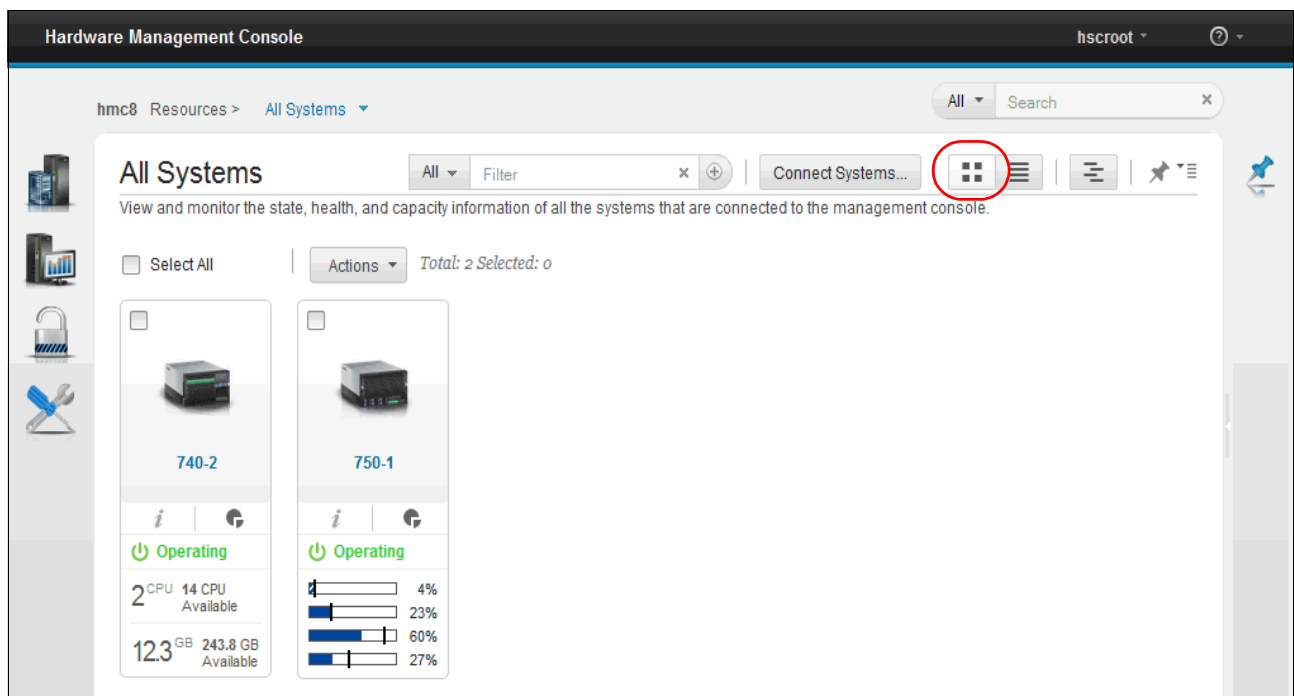 Hardware Management Console
hscroot
?
hmc8 Resources > All Systems
All Search ×
All Systems
All Filter ×
Connect Systems...
View and monitor the state, health, and capacity information of all the systems that are connected to the management console.
Select All
Actions
Total: 2 Selected: 0
740-2
750-1
i
i
Operating
Operating
2 CPU 14 CPU
Available
12.3 GB 243.8 GB
Available
4%
23%
60%
27%